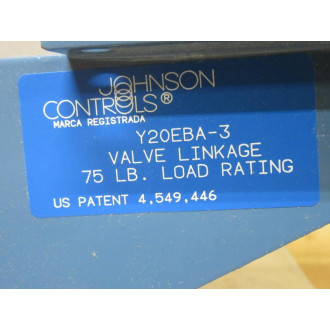 JOHNSON
CONTROLS®
MARCA REGISTRADA
Y20EBA-3
VALVE LINKAGE
75 LB. LOAD RATING
US PATENT 4,549,446